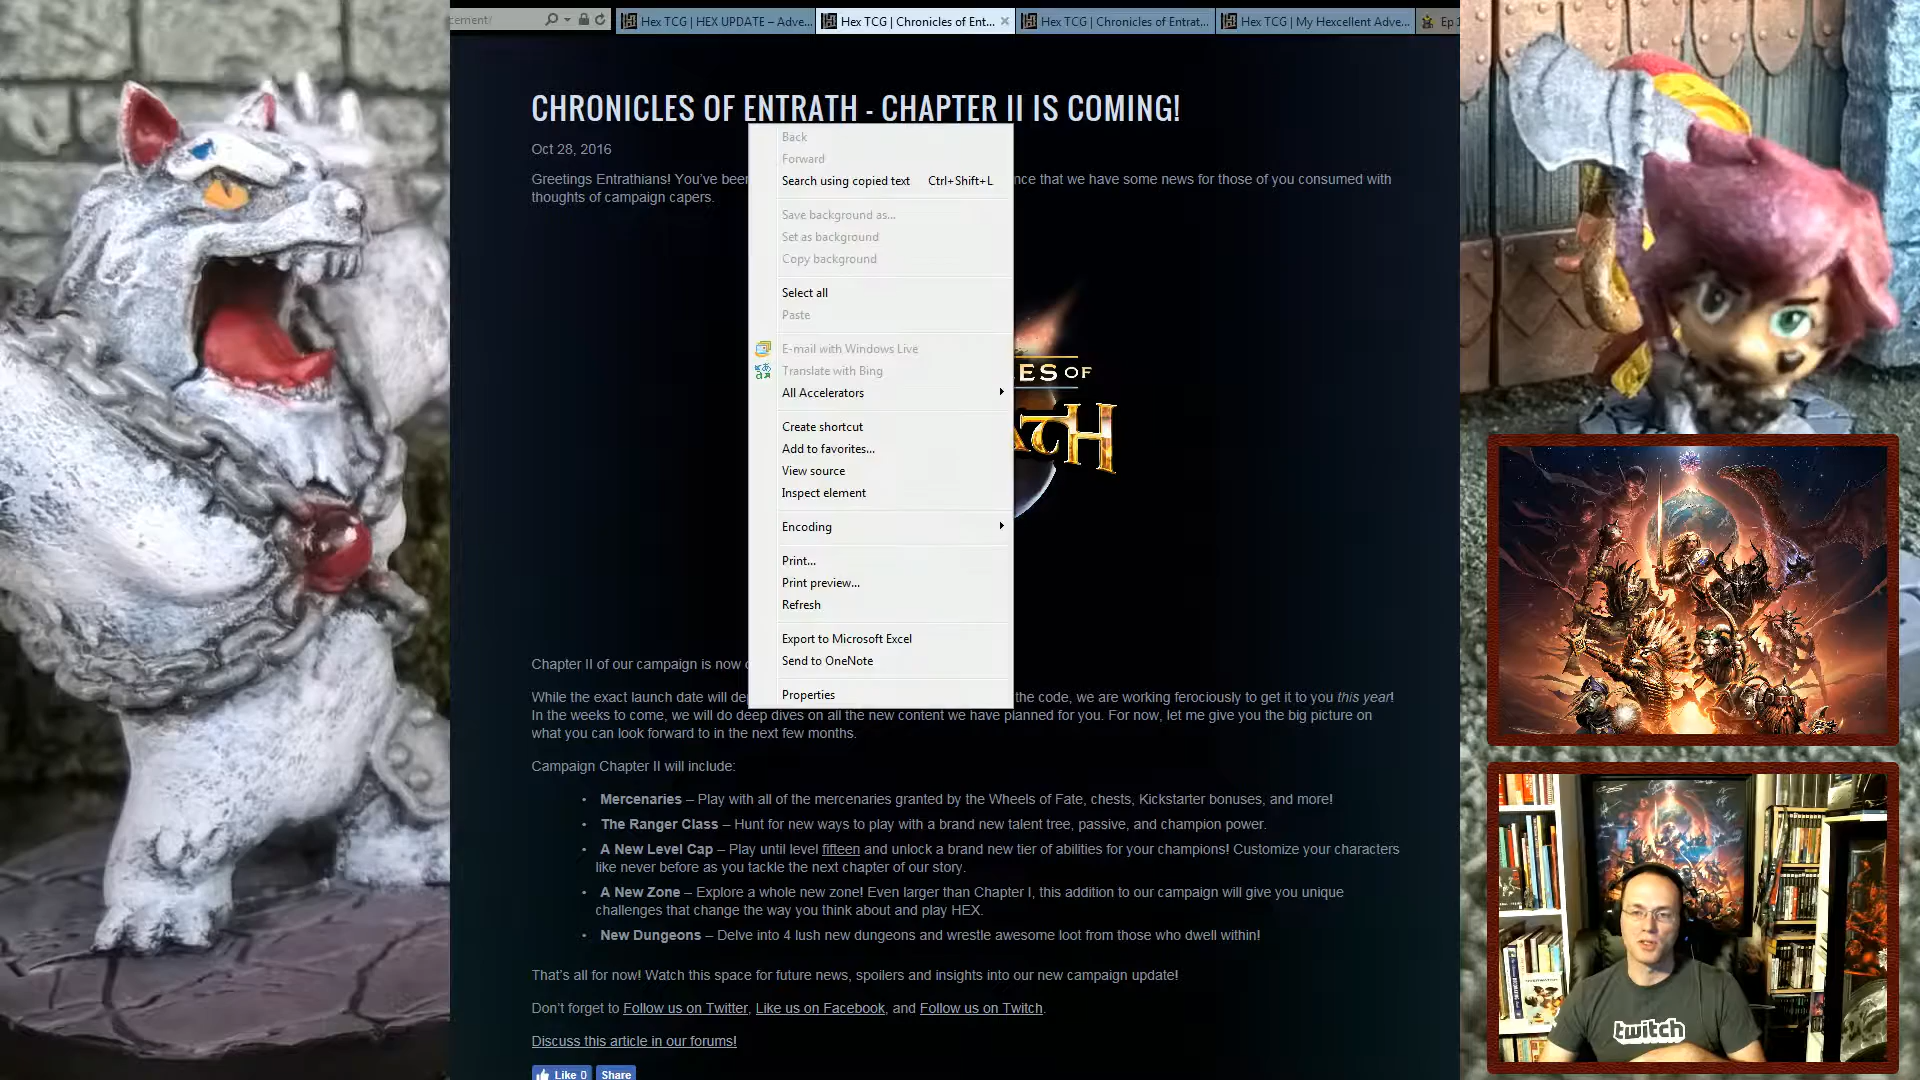 cement/
Hex TCG | HEX UPDATE – Adve...
Hex TCG | Chronicles of Ent...
Hex TCG | Chronicles of Entrat...
Hex TCG | My Hexcellent Adve...
Ep 1
CHRONICLES OF ENTRATH - CHAPTER II IS COMING!
Oct 28, 2016
Greetings Entrathians! You've been nce that we have some news for those of you consumed with
thoughts of campaign capers.
Back
Forward
Search using copied text Ctrl+Shift+L
Save background as...
Set as background
Copy background
Select all
Paste
E-mail with Windows Live
Translate with Bing
All Accelerators
Create shortcut
Add to favorites...
View source
Inspect element
Encoding
Print...
Print preview...
Refresh
Export to Microsoft Excel
Send to OneNote
Properties
LES OF
ATH
Chapter II of our campaign is now
While the exact launch date will de the code, we are working ferociously to get it to you this year!
In the weeks to come, we will do deep dives on all the new content we have planned for you. For now, let me give you the big picture on
what you can look forward to in the next few months.
Campaign Chapter II will include:
• Mercenaries – Play with all of the mercenaries granted by the Wheels of Fate, chests, Kickstarter bonuses, and more!
• The Ranger Class – Hunt for new ways to play with a brand new talent tree, passive, and champion power.
• A New Level Cap – Play until level fifteen and unlock a brand new tier of abilities for your champions! Customize your characters
like never before as you tackle the next chapter of our story.
• A New Zone – Explore a whole new zone! Even larger than Chapter I, this addition to our campaign will give you unique
challenges that change the way you think about and play HEX.
• New Dungeons – Delve into 4 lush new dungeons and wrestle awesome loot from those who dwell within!
That's all for now! Watch this space for future news, spoilers and insights into our new campaign update!
Don't forget to Follow us on Twitter, Like us on Facebook, and Follow us on Twitch.
Discuss this article in our forums!
Like 0 Share
twitch